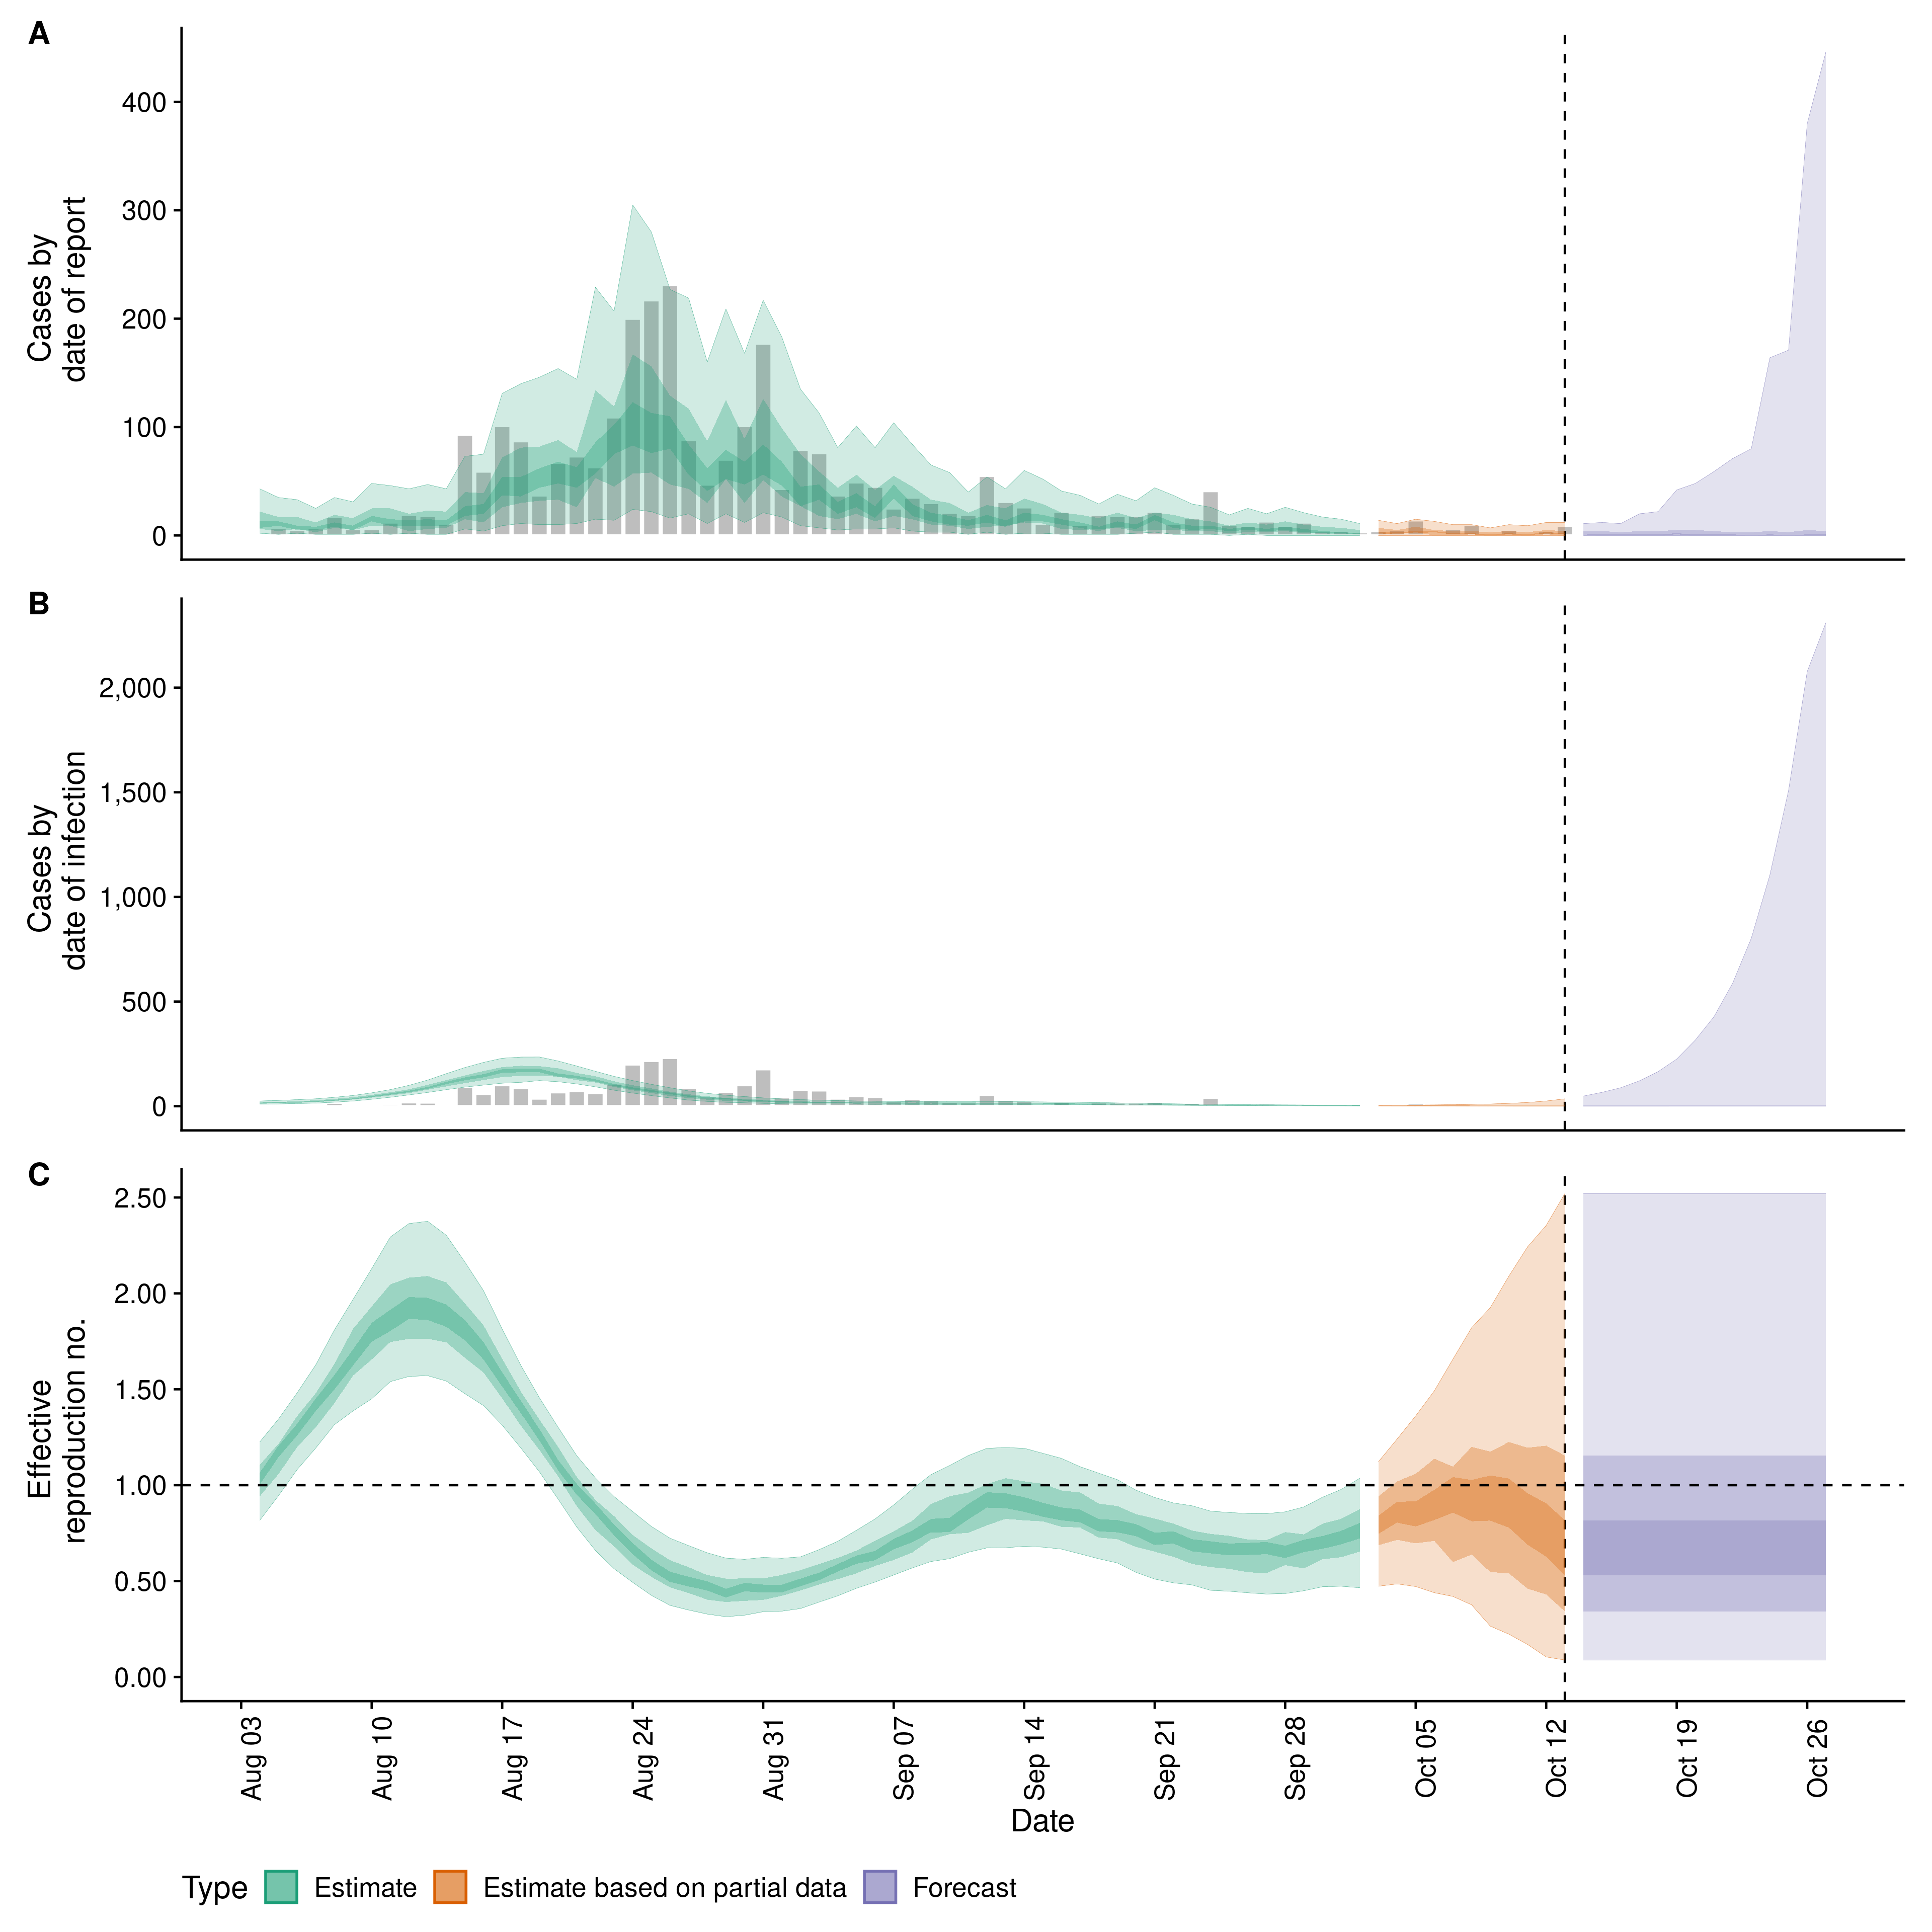 A
Cases by
date of report
400
300
200
100
0
B
Cases by
date of infection
2,000
1,500
1,000
500
0
C
Effective
reproduction no.
2.50
2.00
1.50
1.00
0.50
0.00
Aug 03
Aug 10
Aug 17
Aug 24
Aug 31
Sep 07
Sep 14
Sep 21
Sep 28
Oct 05
Oct 12
Oct 19
Oct 26
Date
Type Estimate Estimate based on partial data Forecast